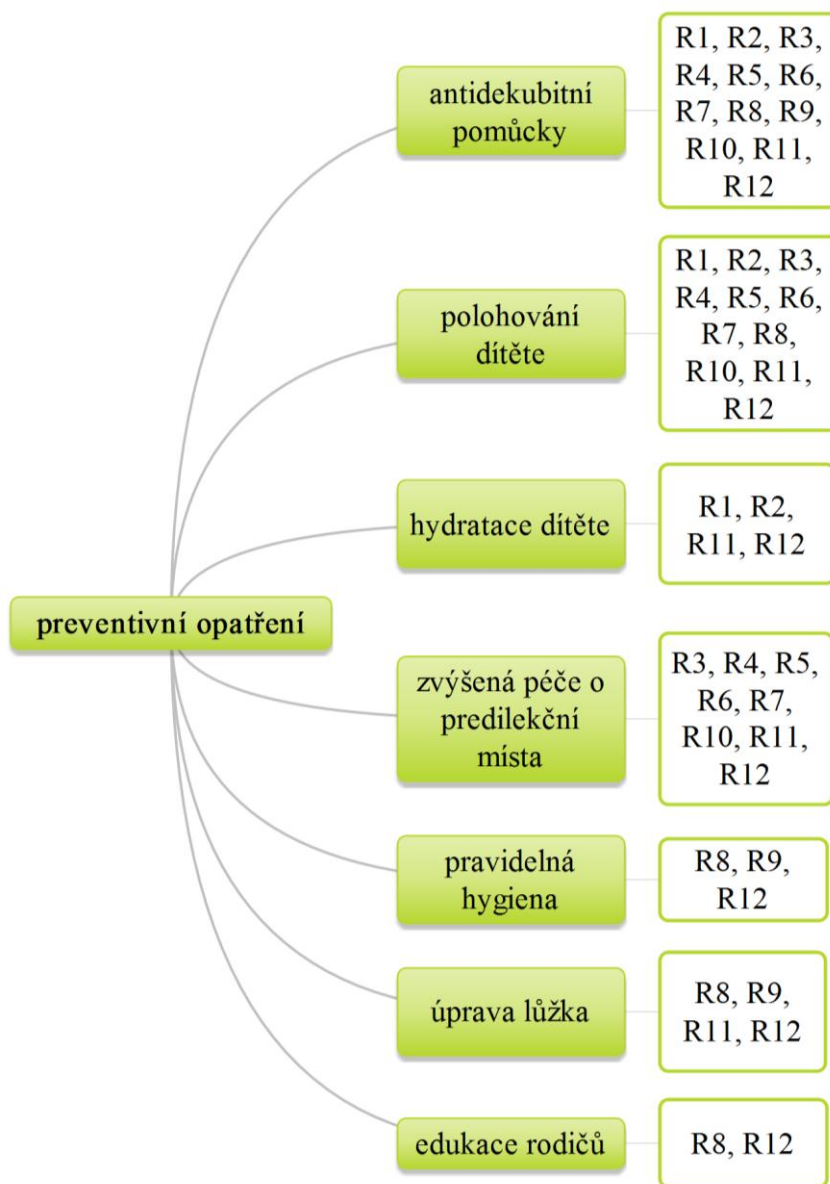 preventivní opatření
antidekubitní
pomůcky
R1, R2, R3,
R4, R5, R6,
R7, R8, R9,
R10, R11,
R12
polohování
dítěte
R1, R2, R3,
R4, R5, R6,
R7, R8,
R10, R11,
R12
hydratace dítěte
R1, R2,
R11, R12
zvýšená péče o
predilekční
místa
R3, R4, R5,
R6, R7,
R10, R11,
R12
pravidelná
hygiena
R8, R9,
R12
úprava lůžka
R8, R9,
R11, R12
edukace rodičů
R8, R12